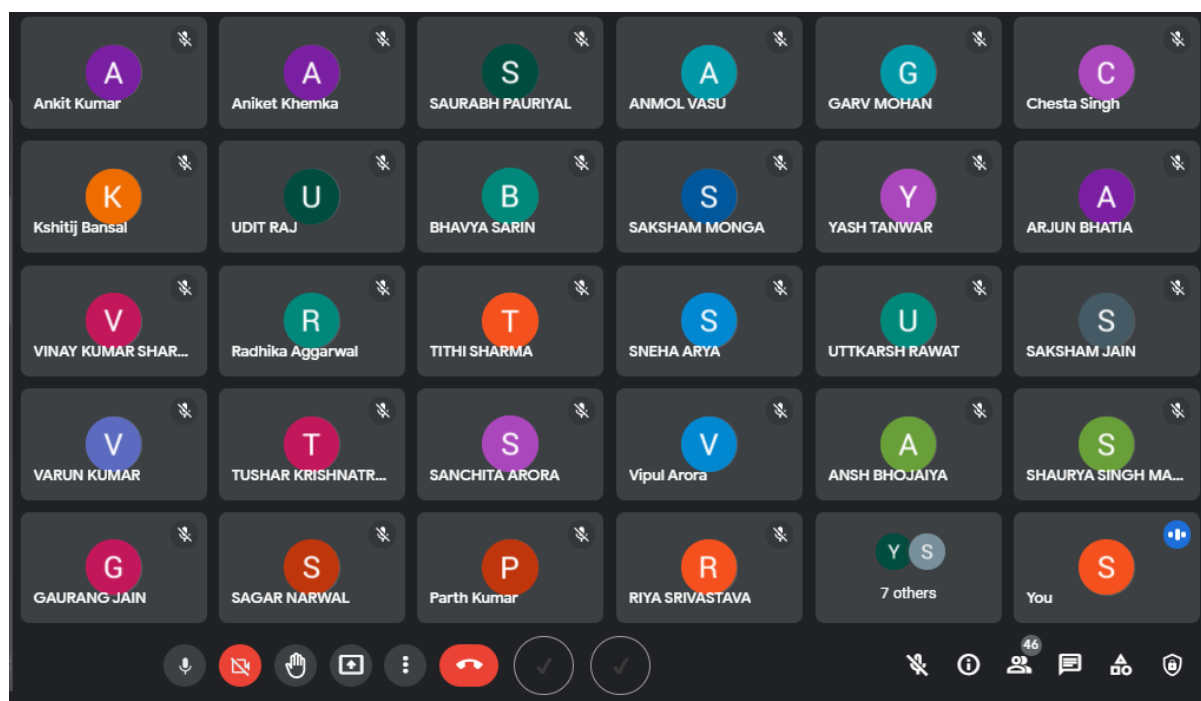 A A S A G C
Ankit Kumar Aniket Khemka SAURABH PAURIYAL ANMOL VASU GARV MOHAN Chesta Singh
K U B S Y A
Kshitij Bansal UDIT RAJ BHAVYA SARIN SAKSHAM MONGA YASH TANWAR ARJUN BHATIA
V R T S U S
VINAY KUMAR SHAR... Radhika Aggarwal TITHI SHARMA SNEHA ARYA UTTKARSH RAWAT SAKSHAM JAIN
V T S V A S
VARUN KUMAR TUSHAR KRISHNATR... SANCHITA ARORA Vipul Arora ANSH BHOJAIYA SHAURYA SINGH MA...
G S P R Y S S
GAURANG JAIN SAGAR NARWAL Parth Kumar RIYA SRIVASTAVA 7 others You
46